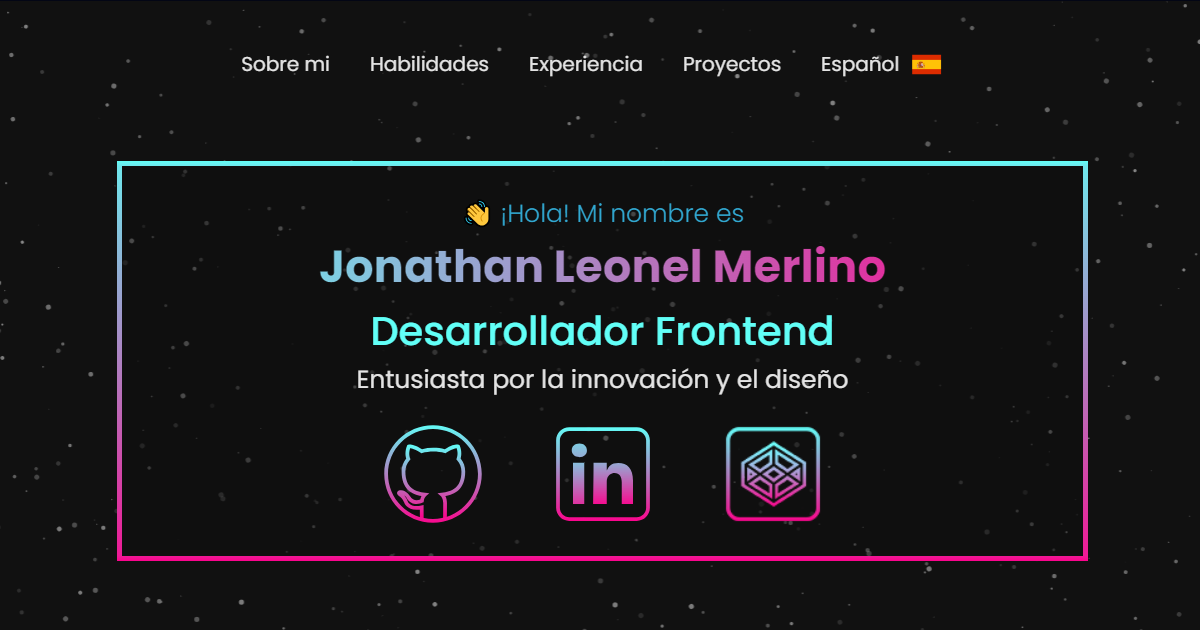 Sobre mi Habilidades Experiencia Proyectos Español
👋 ¡Hola! Mi nombre es
Jonathan Leonel Merlino
Desarrollador Frontend
Entusiasta por la innovación y el diseño
in